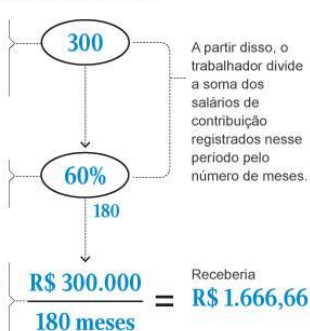 300
A partir disso, o
trabalhador divide
a soma dos
salários de
contribuição
registrados nesse
período pelo
número de meses.
60%
180
R$ 300.000
180 meses
=
Receberia
R$ 1.666,66